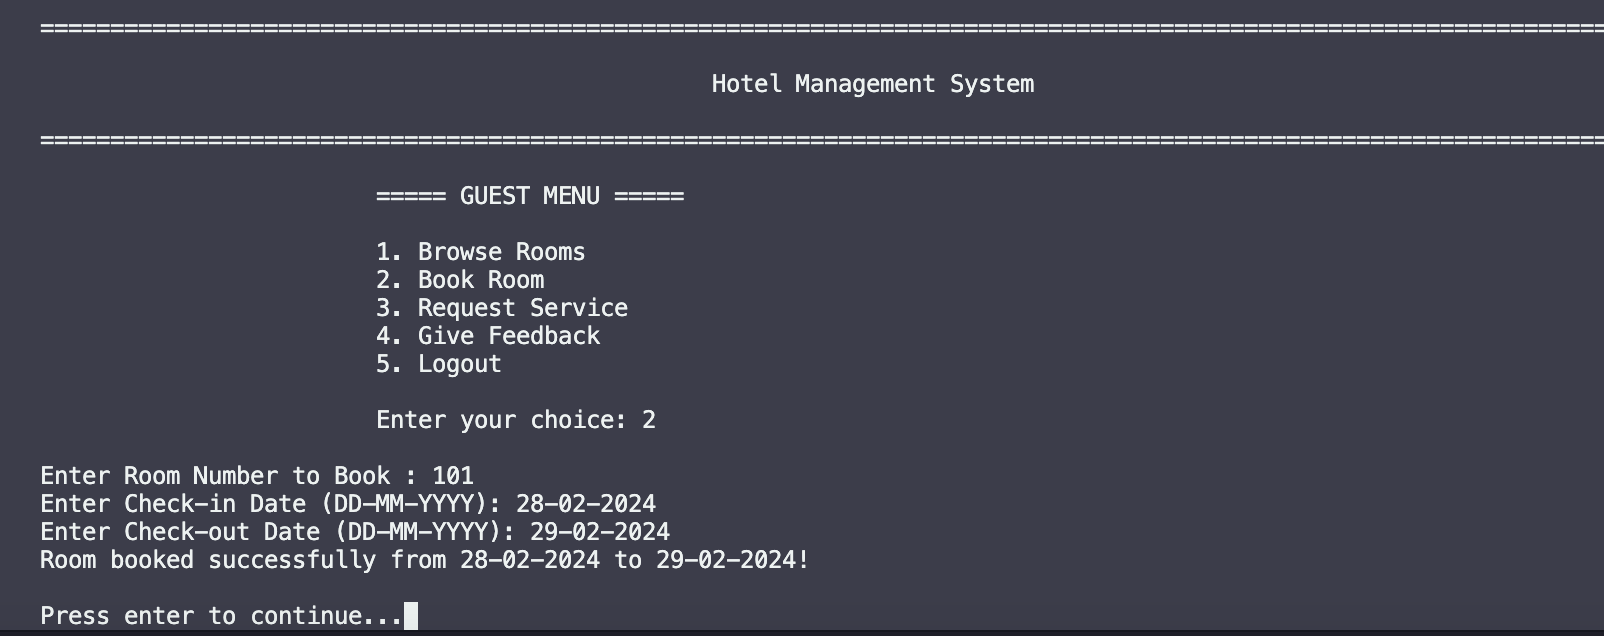 ================================================================================================================
Hotel Management System
================================================================================================================
===== GUEST MENU =====
1. Browse Rooms
2. Book Room
3. Request Service
4. Give Feedback
5. Logout
Enter your choice: 2
Enter Room Number to Book : 101
Enter Check-in Date (DD-MM-YYYY): 28-02-2024
Enter Check-out Date (DD-MM-YYYY): 29-02-2024
Room booked successfully from 28-02-2024 to 29-02-2024!
Press enter to continue...